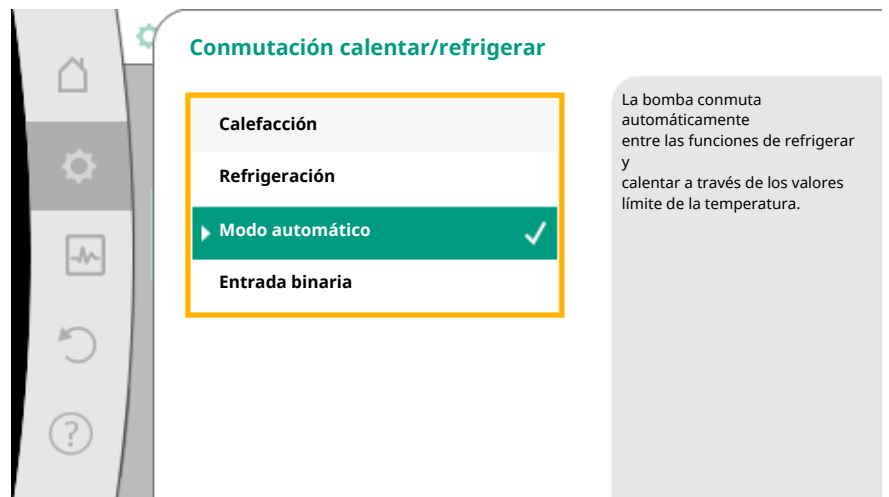 Conmutación calentar/refrigerar
Calefacción
Refrigeración
Modo automático
Entrada binaria
La bomba conmuta
automáticamente
entre las funciones de refrigerar
y
calentar a través de los valores
límite de la temperatura.
?